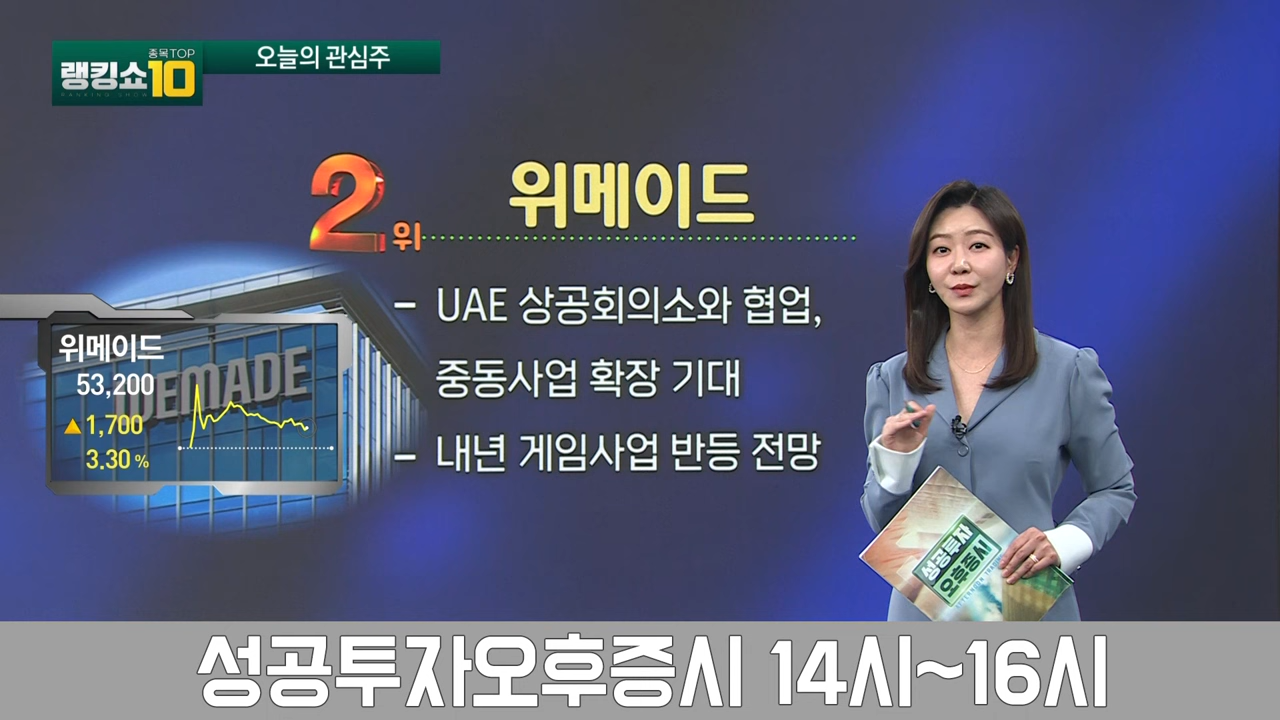 종목TOP
랭킹쇼10
RANKING SHOW
오늘의 관심주
2위
위메이드
- UAE 상공회의소와 협업,
중동사업 확장 기대
- 내년 게임사업 반등 전망
위메이드
53,200
▲1,700
3.30%
WEMADE
성공투자
오후증시
성공투자오후증시 14시~16시